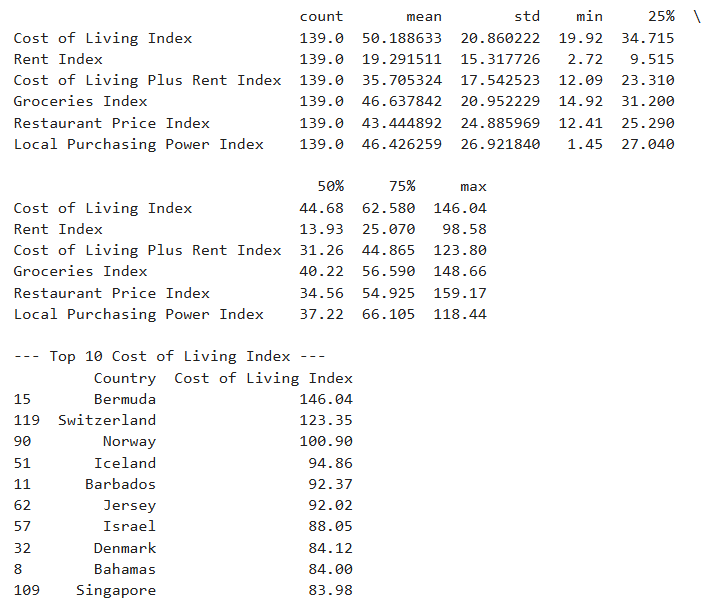 count       mean        std    min     25%  \
Cost of Living Index            139.0  50.188633  20.860222  19.92  34.715
Rent Index                      139.0  19.291511  15.317726   2.72   9.515
Cost of Living Plus Rent Index  139.0  35.705324  17.542523  12.09  23.310
Groceries Index                 139.0  46.637842  20.952229  14.92  31.200
Restaurant Price Index          139.0  43.444892  24.885969  12.41  25.290
Local Purchasing Power Index    139.0  46.426259  26.921840   1.45  27.040

                                  50%     75%     max
Cost of Living Index            44.68  62.580  146.04
Rent Index                      13.93  25.070   98.58
Cost of Living Plus Rent Index  31.26  44.865  123.80
Groceries Index                 40.22  56.590  148.66
Restaurant Price Index          34.56  54.925  159.17
Local Purchasing Power Index    37.22  66.105  118.44

--- Top 10 Cost of Living Index ---
         Country  Cost of Living Index
15       Bermuda                146.04
119  Switzerland                123.35
90        Norway                100.90
51       Iceland                 94.86
11      Barbados                 92.37
62        Jersey                 92.02
57        Israel                 88.05
32       Denmark                 84.12
8        Bahamas                 84.00
109    Singapore                 83.98